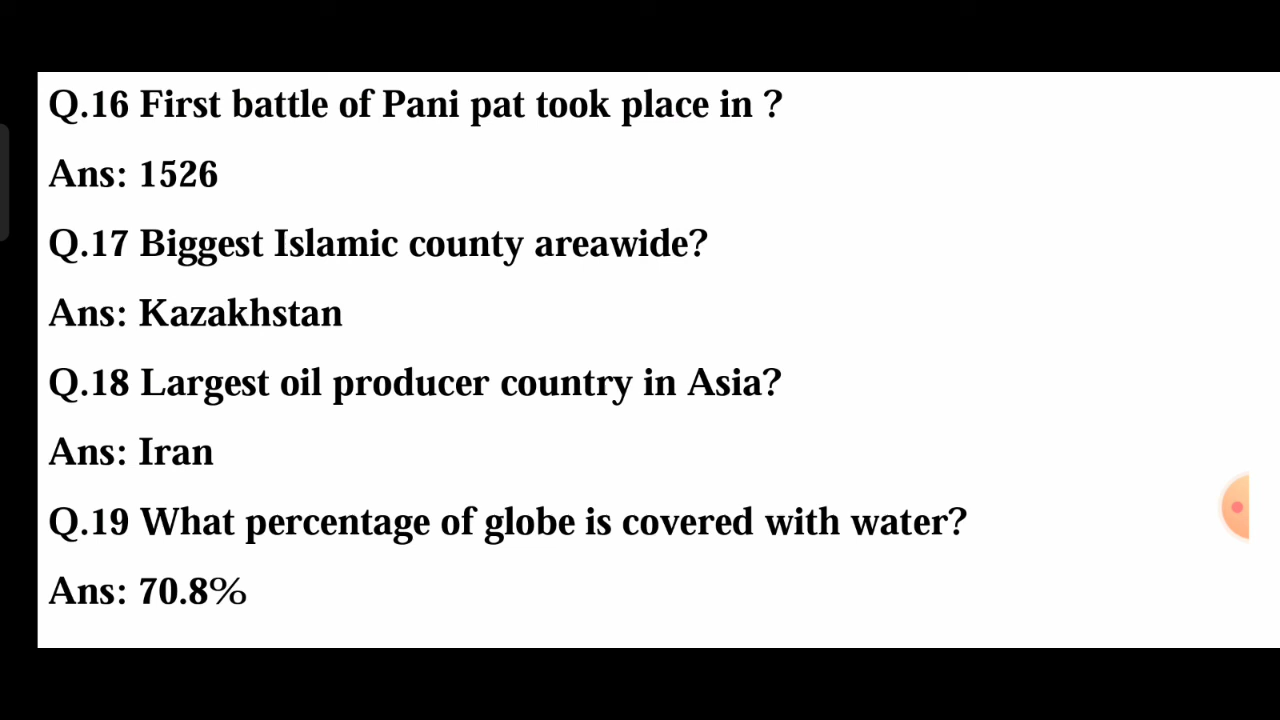 Q.16 First battle of Pani pat took place in ?
Ans: 1526
Q.17 Biggest Islamic county areawide?
Ans: Kazakhstan
Q.18 Largest oil producer country in Asia?
Ans: Iran
Q.19 What percentage of globe is covered with water?
Ans: 70.8%